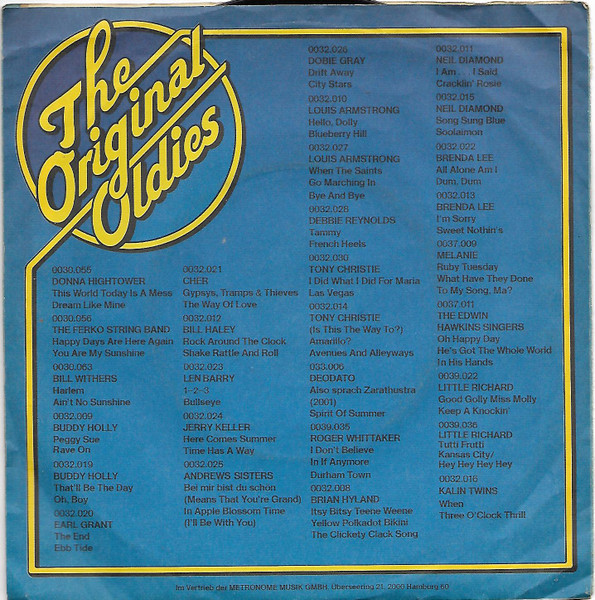 The
Original
Oldies
0030.055
DONNA HIGHTOWER
This World Today Is A Mess
Dream Like Mine
0030.056
THE FERKO STRING BAND
Happy Days Are Here Again
You Are My Sunshine
0030.053
BILL WITHERS
Harlem
Ain't No Sunshine
0032.009
BUDDY HOLLY
Peggy Sue
Rave On
0032.019
BUDDY HOLLY
That'll Be The Day
Oh, Boy
0032.020
EARL GRANT
The End
Ebb Tide
0032.021
CHER
Gypsys, Tramps & Thieves
The Way Of Love
0032.012
BILL HALEY
Rock Around The Clock
Shake Rattle And Roll
0032.023
LEN BARRY
1-2-3
Bullseye
0032.024
JERRY KELLER
Here Comes Summer
Time Has A Way
0032.025
ANDREWS SISTERS
Bei mir bist du schön
(Means That You're Grand)
In Apple Blossom Time
(I'll Be With You)
0032.026
DOBIE GRAY
Drift Away
City Stars
0032.010
LOUIS ARMSTRONG
Hello, Dolly
Blueberry Hill
0032.027
LOUIS ARMSTRONG
When The Saints
Go Marching In
Bye And Bye
0032.028
DEBBIE REYNOLDS
Tammy
French Heels
0032.030
TONY CHRISTIE
I Did What I Did For Maria
Las Vegas
0032.014
TONY CHRISTIE
(Is This The Way To?)
Amarillo?
Avenues And Alleyways
033.006
DEODATO
Also sprach Zarathustra
(2001)
Spirit Of Summer
0039.035
ROGER WHITTAKER
I Don't Believe
In If Anymore
Durham Town
0032.008
BRIAN HYLAND
Itsy Bitsy Teene Weene
Yellow Polkadot Bikini
The Clickety Clack Song
0032.011
NEIL DIAMOND
I Am . . . I Said
Cracklin' Rosie
0032.015
NEIL DIAMOND
Song Sung Blue
Soolaimon
0032.022
BRENDA LEE
All Alone Am I
Dum, Dum
0032.013
BRENDA LEE
I'm Sorry
Sweet Nothin's
0037.009
MELANIE
Ruby Tuesday
What Have They Done
To My Song, Ma?
0037.011
THE EDWIN
HAWKINS SINGERS
Oh Happy Day
He's Got The Whole World
In His Hands
0039.022
LITTLE RICHARD
Good Golly Miss Molly
Keep A Knockin'
0039.036
LITTLE RICHARD
Tutti Frutti
Kansas City/
Hey Hey Hey Hey
0032.016
KALIN TWINS
When
Three O'Clock Thrill
Im Vertrieb der METRONOME MUSIK GMBH, Überseering 21, 2000 Hamburg 60